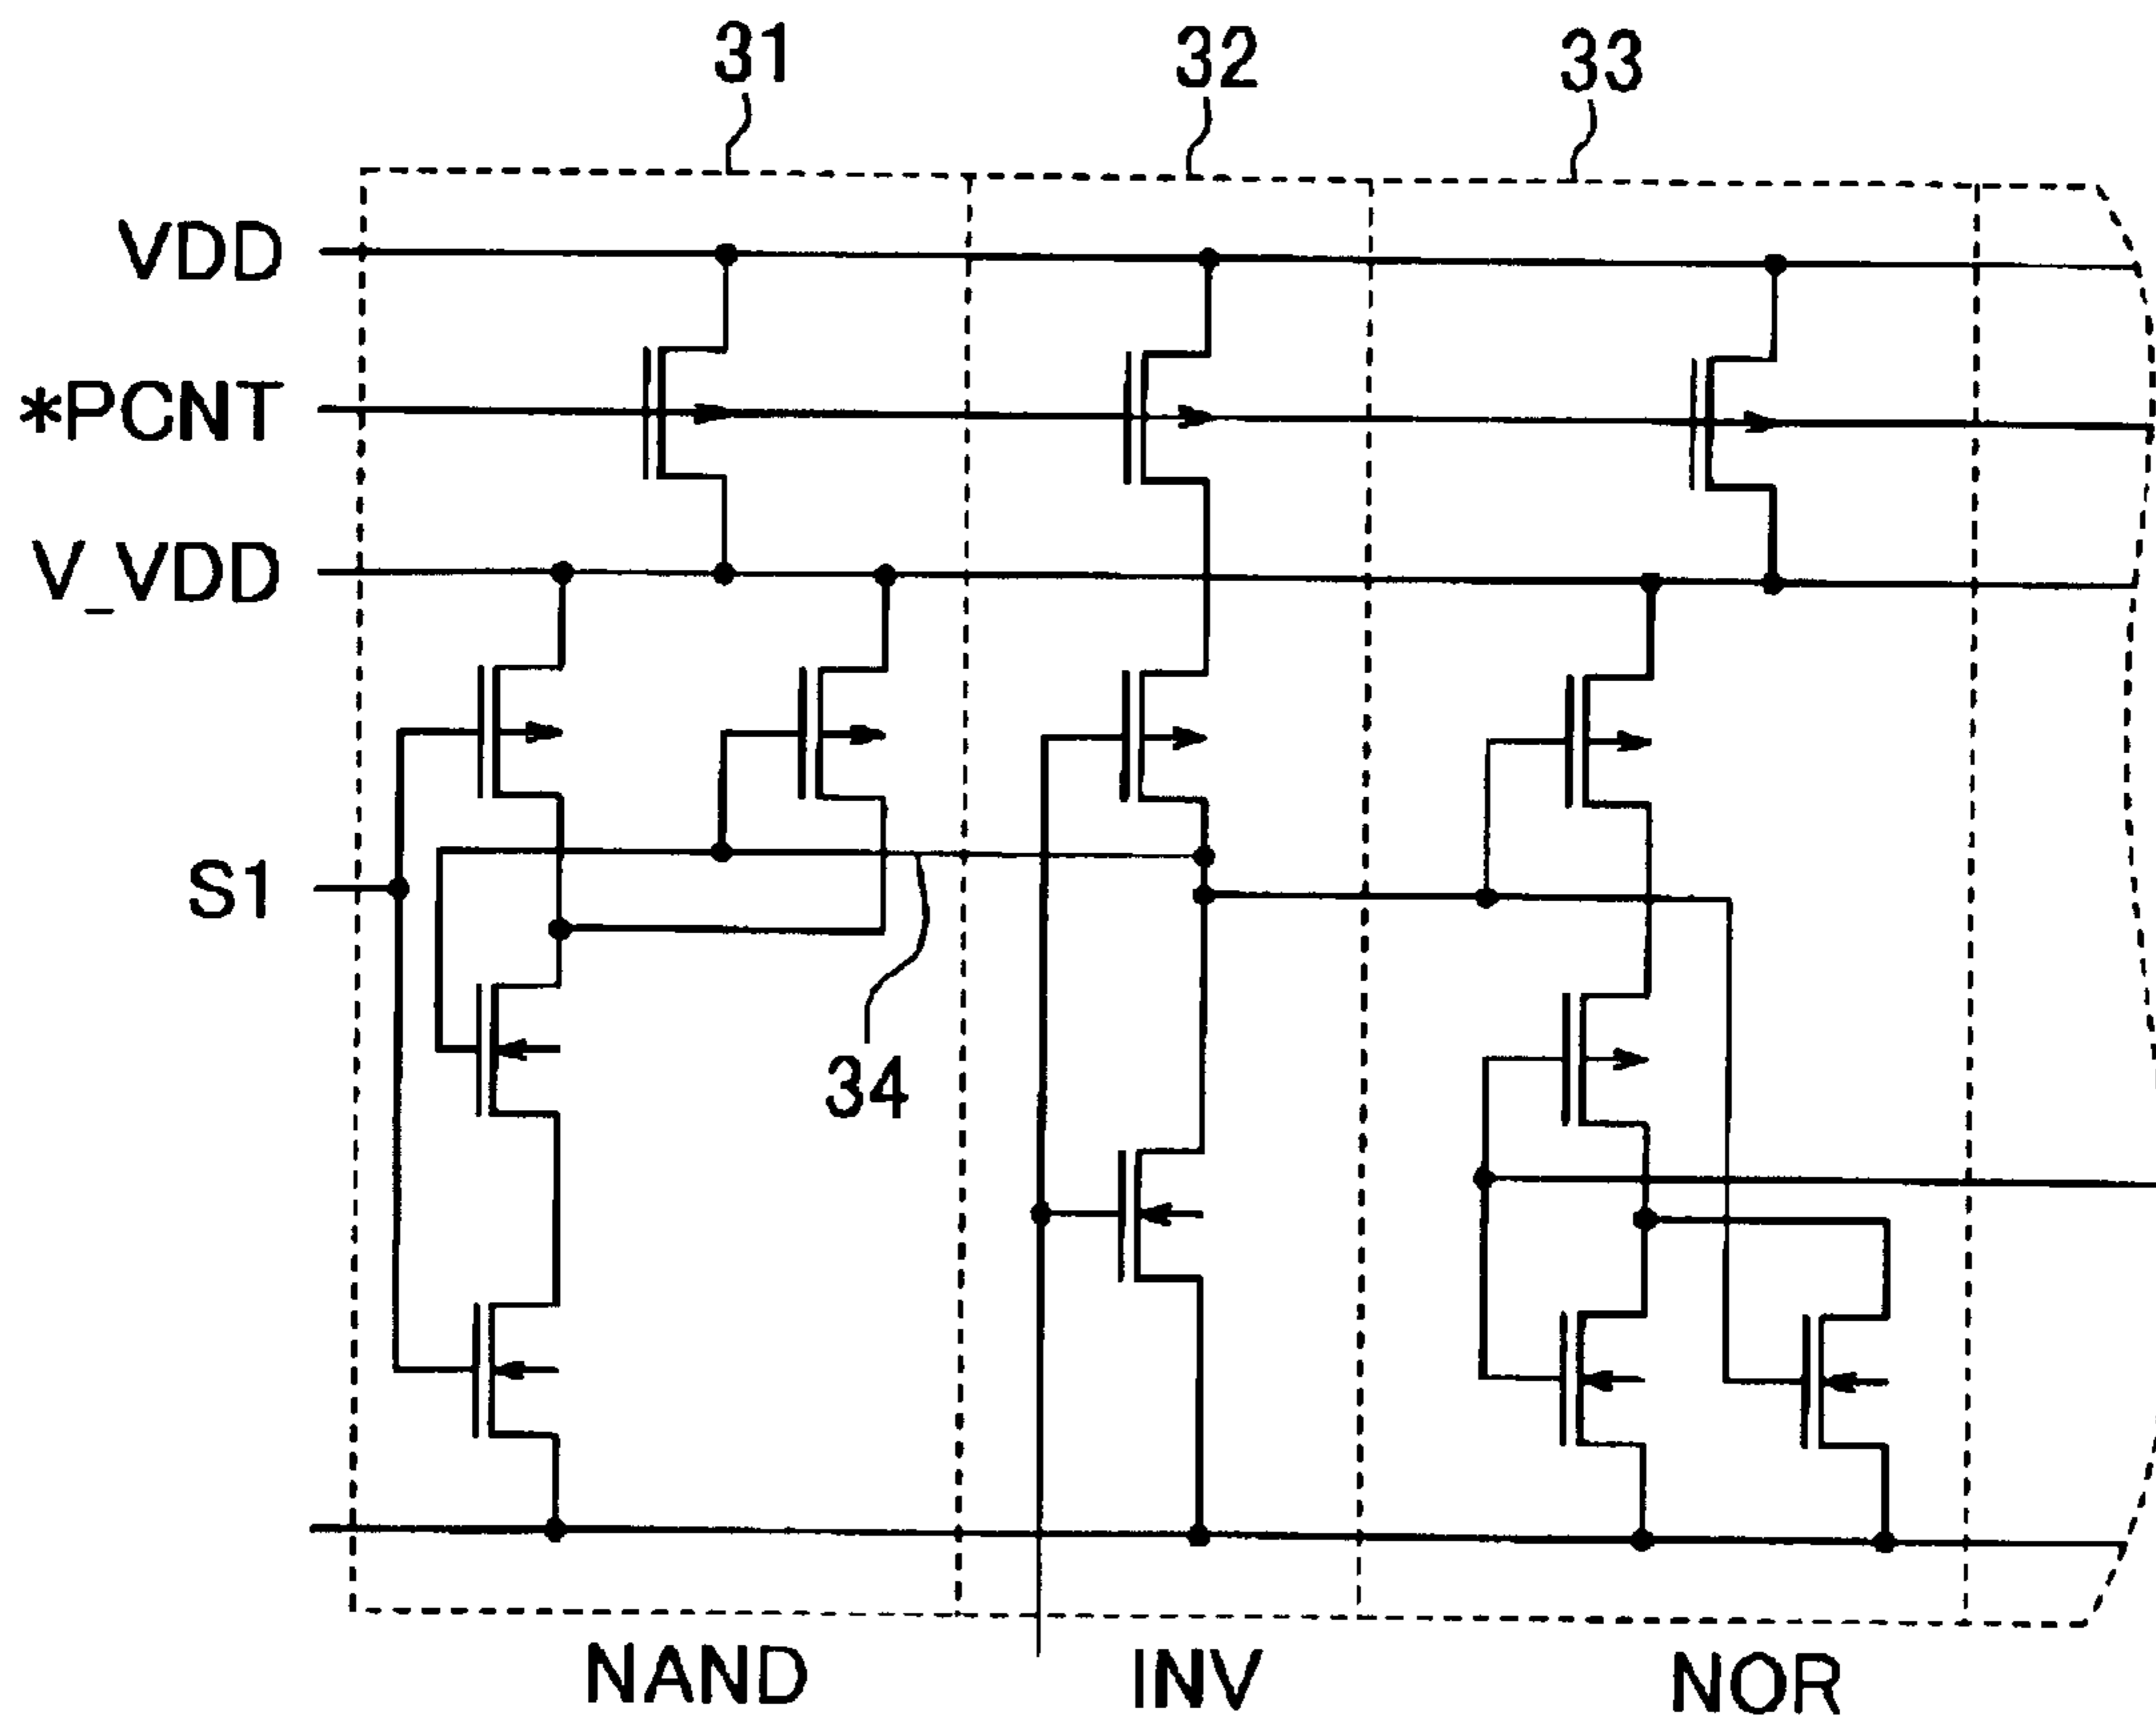 31
32
33
VDD
*PCNT
V_VDD
S1
34
NAND
INV
NOR